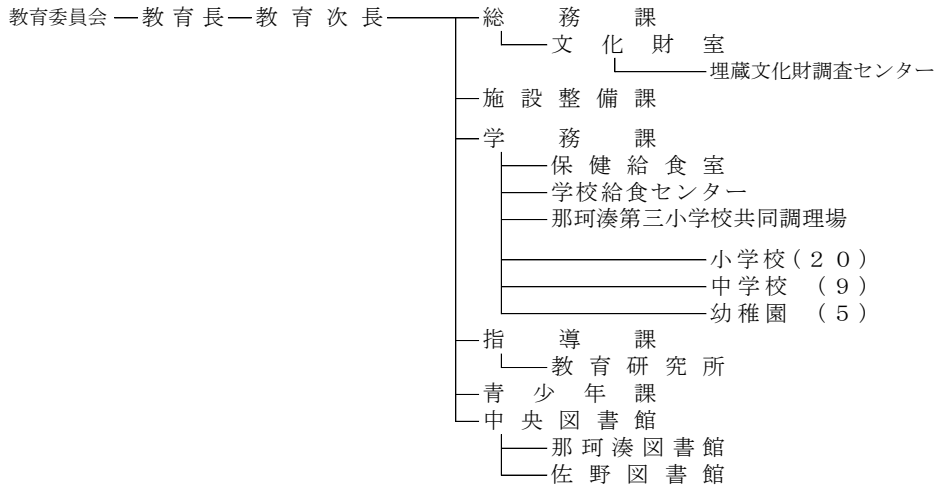 教育委員会 教育長 教育次長 総務課
文化財室
埋蔵文化財調査センター
施設整備課
学務課
保健給食室
学校給食センター
那珂湊第三小学校共同調理場
小学校(20)
中学校(9)
幼稚園(5)
指導課
教育研究所
青少年課
中央図書館
那珂湊図書館
佐野図書館